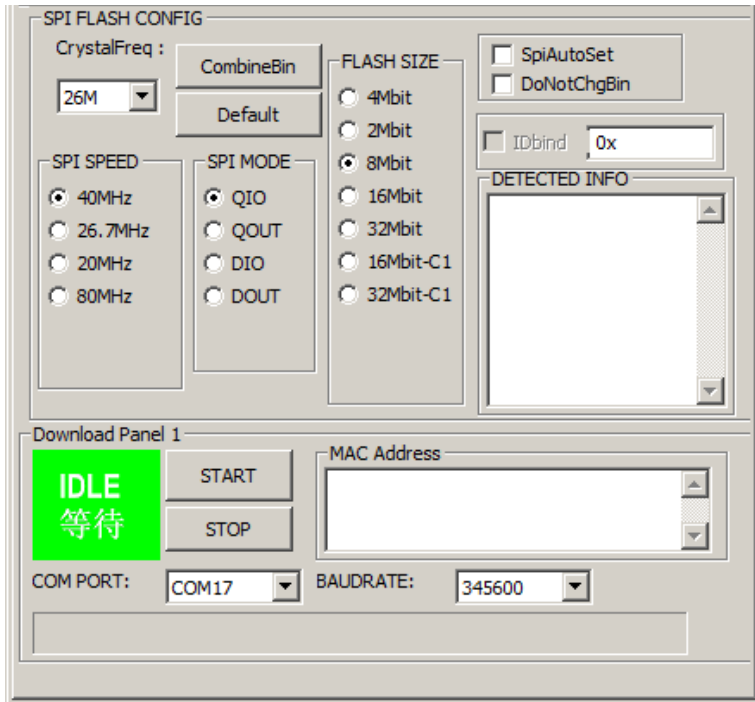 SPI FLASH CONFIG
CrystalFreq :
26M
CombineBin
Default
SPI SPEED
40MHz
26.7MHz
20MHz
80MHz
SPI MODE
QIO
QOUT
DIO
DOUT
FLASH SIZE
4Mbit
2Mbit
8Mbit
16Mbit
32Mbit
16Mbit-C1
32Mbit-C1
SpiAutoSet
DoNotChgBin
IDbind 0x
DETECTED INFO
Download Panel 1
IDLE
等待
START
STOP
MAC Address
COM PORT: COM17 BAUDRATE: 345600